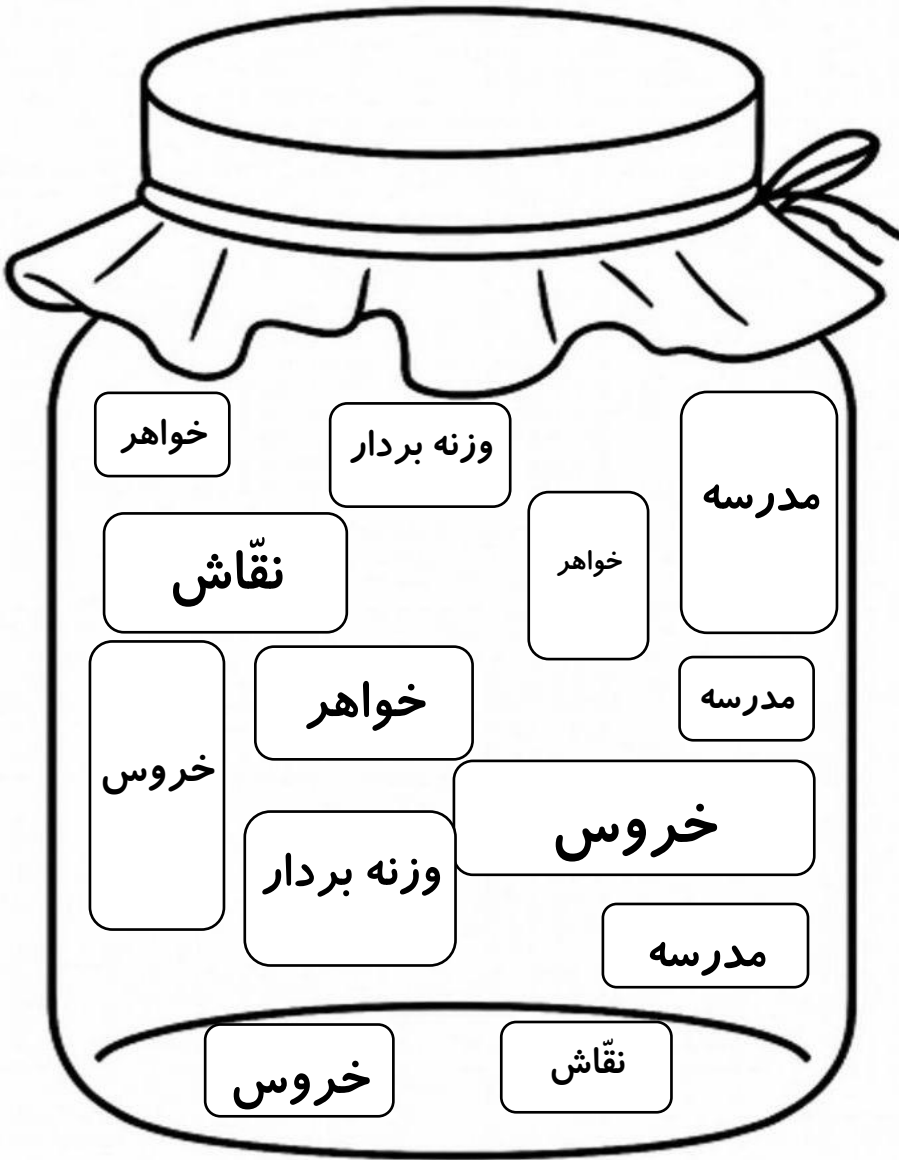 خواهر
وزنه بردار
مدرسه
نقّاش
خواهر
خواهر
مدرسه
خروس
خروس
وزنه بردار
مدرسه
خروس
نقّاش